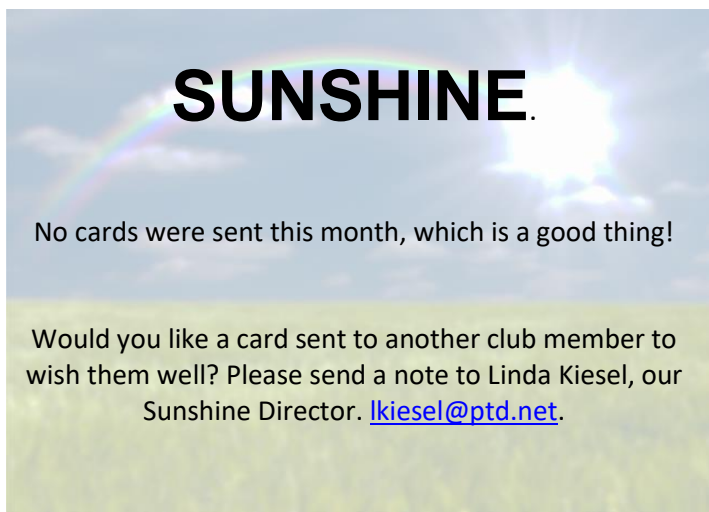 SUNSHINE.
No cards were sent this month, which is a good thing!
Would you like a card sent to another club member to
wish them well? Please send a note to Linda Kiesel, our
Sunshine Director. lkiesel@ptd.net.